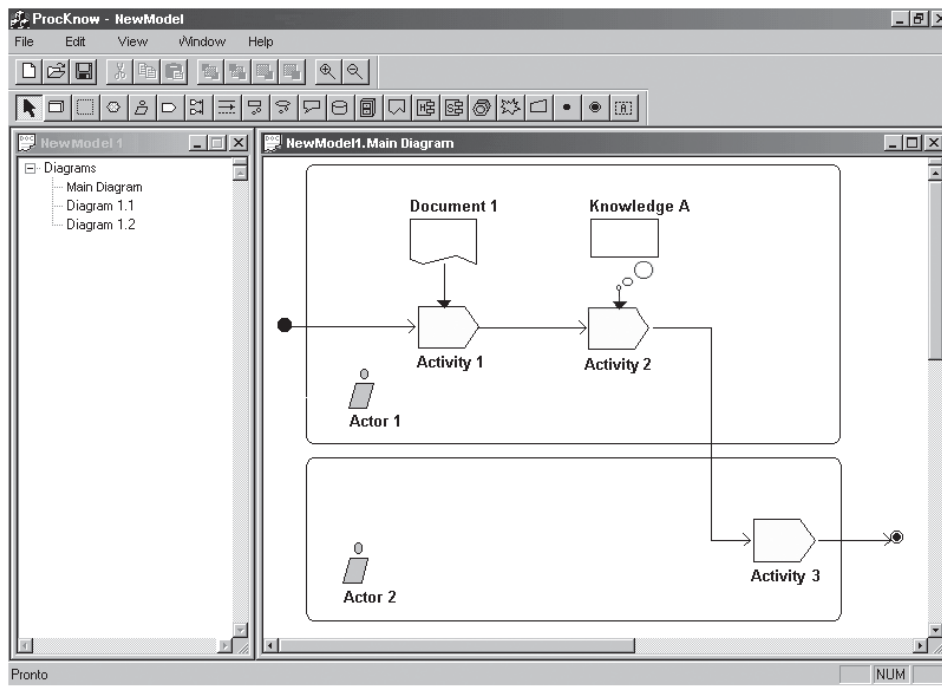 ProcKnow - NewModel
File Edit View Window Help
NewModel 1
Diagrams
Main Diagram
Diagram 1.1
Diagram 1.2
NewModel1.Main Diagram
Document 1
Knowledge A
Activity 1
Activity 2
Actor 1
Activity 3
Actor 2
Pronto
NUM